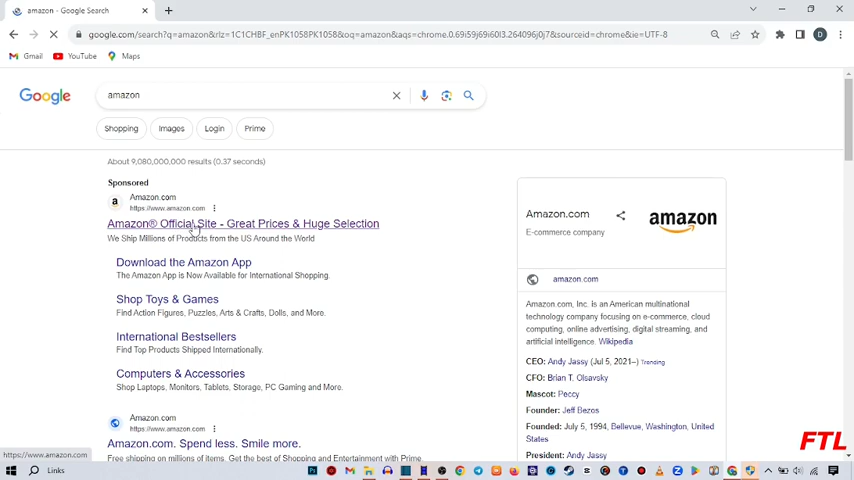 amazon - Google Search
google.com/search?q=amazon&rlz=1C1CHBF_enPK1058PK1058&oq=amazon&aqs=chrome.0.69i59j69i60l3.264096j0j7&sourceid=chrome&ie=UTF-8
D
Gmail YouTube Maps
Google
amazon
Shopping Images Login Prime
About 9,080,000,000 results (0.37 seconds)
Sponsored
Amazon.com
https://www.amazon.com
Amazon® Official Site - Great Prices & Huge Selection
We Ship Millions of Products from the US Around the World
Download the Amazon App
The Amazon App is Now Available for International Shopping.
Shop Toys & Games
Find Action Figures, Puzzles, Arts & Crafts, Dolls, and More.
International Bestsellers
Find Top Products Shipped Internationally.
Computers & Accessories
Shop Laptops, Monitors, Tablets, Storage, PC Gaming and More.
Amazon.com
https://www.amazon.com
Amazon.com. Spend less. Smile more.
Free shipping on millions of items. Get the best of Shopping and Entertainment with Prime.
Amazon.com
E-commerce company
amazon
amazon.com
Amazon.com, Inc. is an American multinational
technology company focusing on e-commerce, cloud
computing, online advertising, digital streaming, and
artificial intelligence. Wikipedia
CEO: Andy Jassy (Jul 5, 2021–) Trending
CFO: Brian T. Olsavsky
Mascot: Peccy
Founder: Jeff Bezos
Founded: July 5, 1994, Bellevue, Washington, United
States
President: Andy Jassy
FTL
https://www.amazon.com
Links